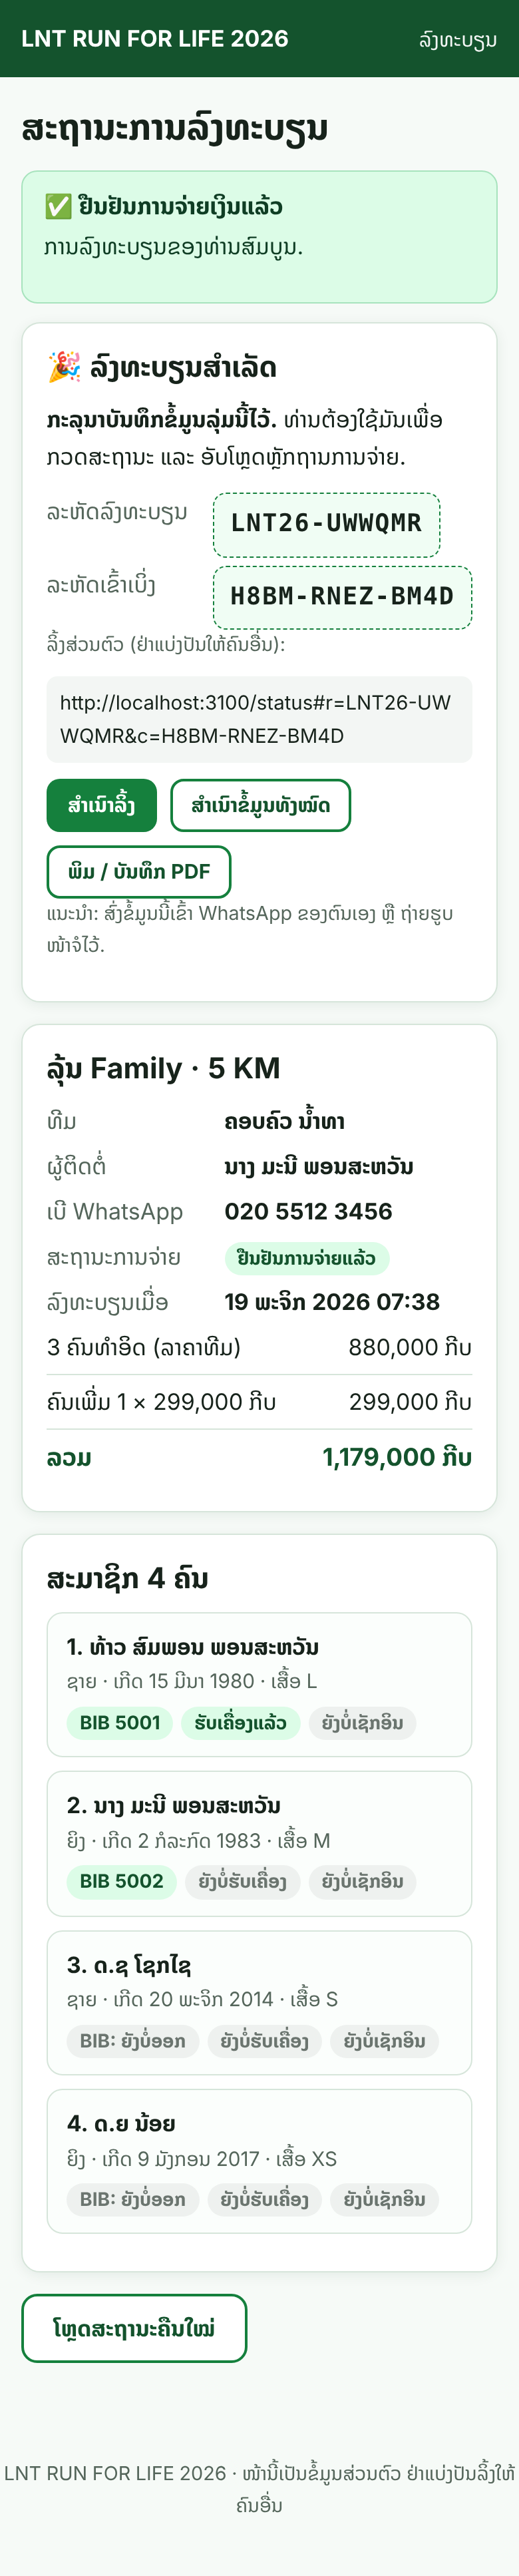 LNT RUN FOR LIFE 2026
ລົງທະບຽນ
ສະຖານະການລົງທະບຽນ
✅ ຢືນຢັນການຈ່າຍເງິນແລ້ວ
ການລົງທະບຽນຂອງທ່ານສົມບູນ.
🎉 ລົງທະບຽນສຳເລັດ
ກະລຸນາບັນທຶກຂໍ້ມູນລຸ່ມນີ້ໄວ້. ທ່ານຕ້ອງໃຊ້ມັນເພື່ອ
ກວດສະຖານະ ແລະ ອັບໂຫຼດຫຼັກຖານການຈ່າຍ.
ລະຫັດລົງທະບຽນ LNT26-UWWQMR
ລະຫັດເຂົ້າເບິ່ງ H8BM-RNEZ-BM4D
ລິ້ງສ່ວນຕົວ (ຢ່າແບ່ງປັນໃຫ້ຄົນອື່ນ):
http://localhost:3100/status#r=LNT26-UW
WQMR&c=H8BM-RNEZ-BM4D
ສຳເນົາລິ້ງ ສຳເນົາຂໍ້ມູນທັງໝົດ
ພິມ / ບັນທຶກ PDF
ແນະນຳ: ສົ່ງຂໍ້ມູນນີ້ເຂົ້າ WhatsApp ຂອງຕົນເອງ ຫຼື ຖ່າຍຮູບ
ໜ້າຈໍໄວ້.
ລຸ້ນ Family · 5 KM
ທີມ ຄອບຄົວ ນ້ຳທາ
ຜູ້ຕິດຕໍ່ ນາງ ມະນີ ພອນສະຫວັນ
ເບີ WhatsApp 020 5512 3456
ສະຖານະການຈ່າຍ ຢືນຢັນການຈ່າຍແລ້ວ
ລົງທະບຽນເມື່ອ 19 ພະຈິກ 2026 07:38
3 ຄົນທຳອິດ (ລາຄາທີມ) 880,000 ກີບ
ຄົນເພີ່ມ 1 × 299,000 ກີບ 299,000 ກີບ
ລວມ 1,179,000 ກີບ
ສະມາຊິກ 4 ຄົນ
1. ທ້າວ ສົມພອນ ພອນສະຫວັນ
ຊາຍ · ເກີດ 15 ມີນາ 1980 · ເສື້ອ L
BIB 5001 ຮັບເຄື່ອງແລ້ວ ຍັງບໍ່ເຊັກອິນ
2. ນາງ ມະນີ ພອນສະຫວັນ
ຍິງ · ເກີດ 2 ກໍລະກົດ 1983 · ເສື້ອ M
BIB 5002 ຍັງບໍ່ຮັບເຄື່ອງ ຍັງບໍ່ເຊັກອິນ
3. ດ.ຊ ໂຊກໄຊ
ຊາຍ · ເກີດ 20 ພະຈິກ 2014 · ເສື້ອ S
BIB: ຍັງບໍ່ອອກ ຍັງບໍ່ຮັບເຄື່ອງ ຍັງບໍ່ເຊັກອິນ
4. ດ.ຍ ນ້ອຍ
ຍິງ · ເກີດ 9 ມັງກອນ 2017 · ເສື້ອ XS
BIB: ຍັງບໍ່ອອກ ຍັງບໍ່ຮັບເຄື່ອງ ຍັງບໍ່ເຊັກອິນ
ໂຫຼດສະຖານະຄືນໃໝ່
LNT RUN FOR LIFE 2026 · ໜ້ານີ້ເປັນຂໍ້ມູນສ່ວນຕົວ ຢ່າແບ່ງປັນລິ້ງໃຫ້
ຄົນອື່ນ